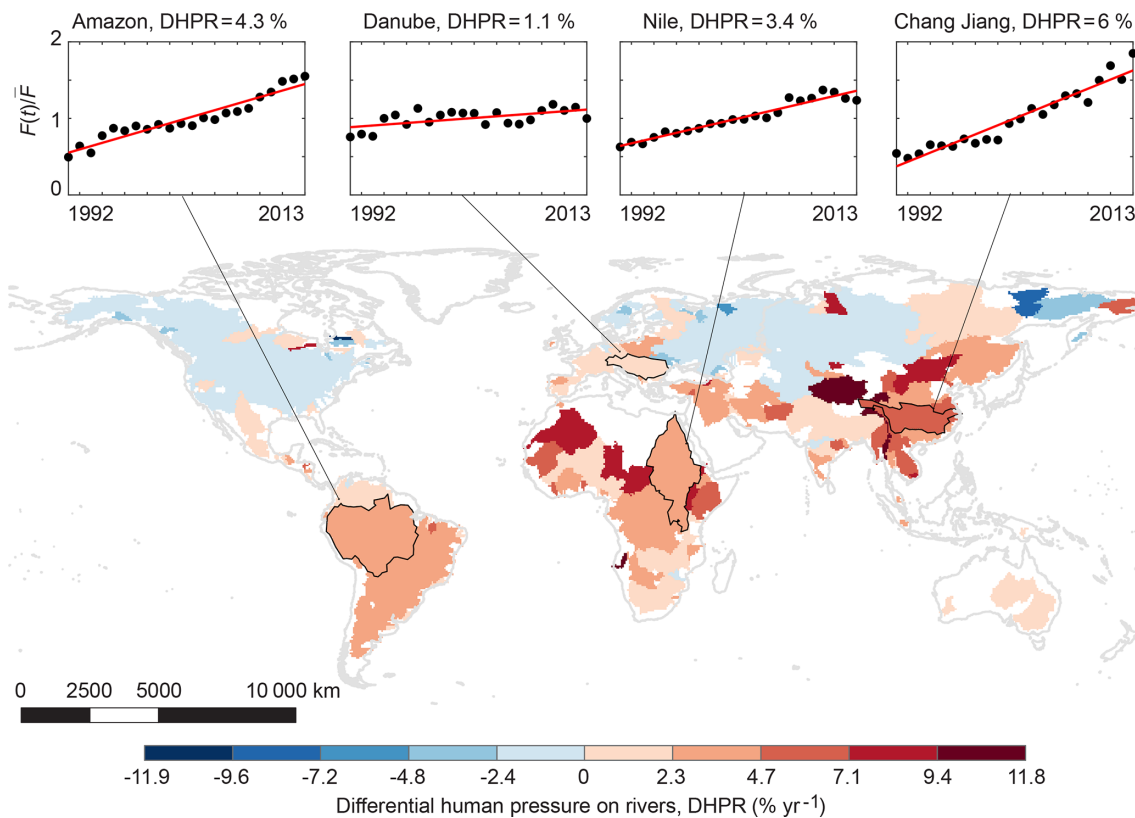 Amazon, DHPR = 4.3 %
Danube, DHPR = 1.1 %
Nile, DHPR = 3.4 %
Chang Jiang, DHPR = 6 %
2
1
0
F(t)/F̅
1992 2013
1992 2013
1992 2013
1992 2013
0 2500 5000 10 000 km
-11.9 -9.6 -7.2 -4.8 -2.4 0 2.3 4.7 7.1 9.4 11.8
Differential human pressure on rivers, DHPR (% yr⁻¹)